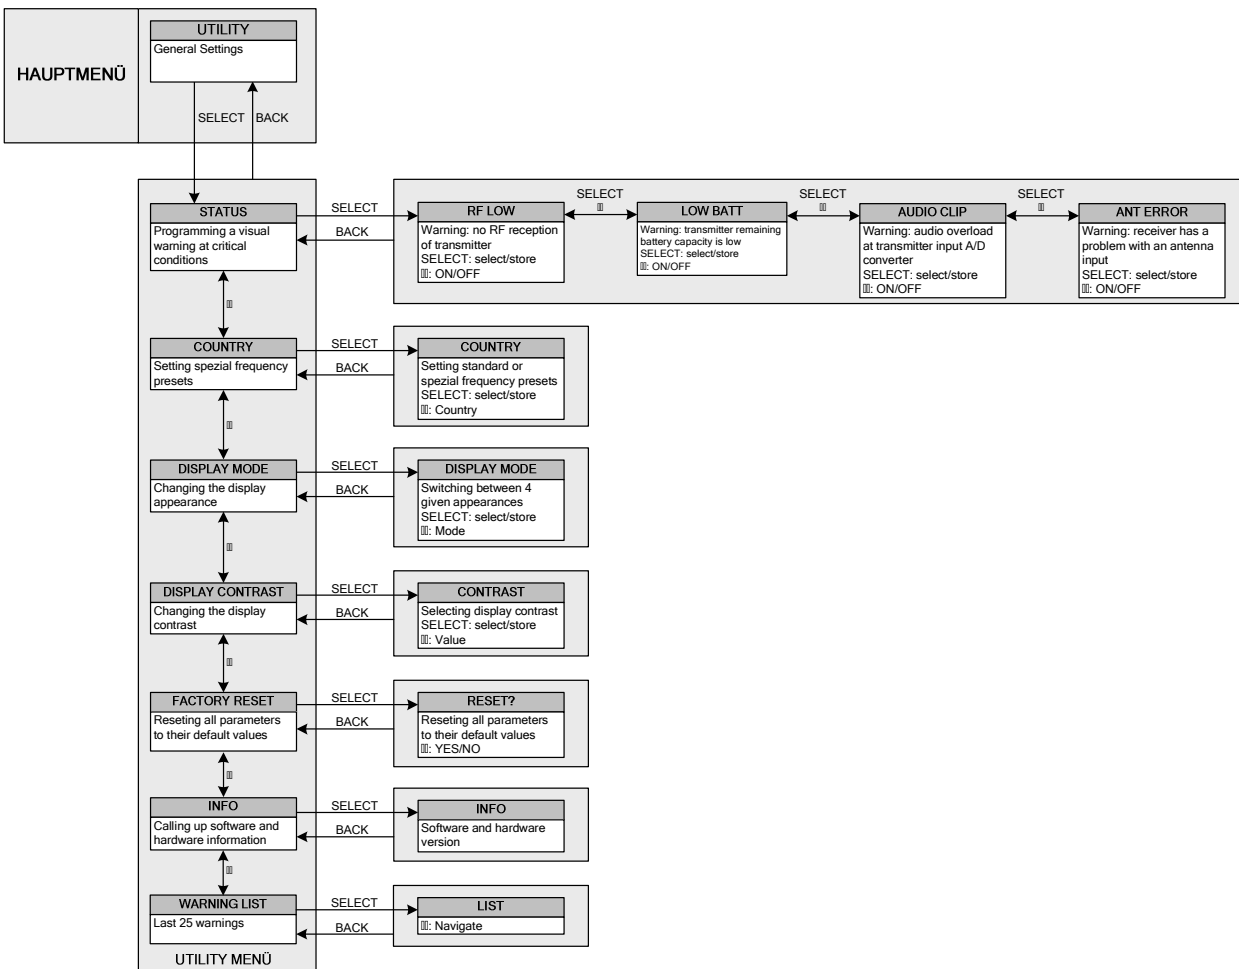 HAUPTMENÜ
UTILITY
General Settings
SELECT
BACK
STATUS
Programming a visual
warning at critical
conditions
SELECT
BACK
RF LOW
Warning: no RF reception
of transmitter
SELECT: select/store
: ON/OFF
SELECT
LOW BATT
Warning: transmitter remaining
battery capacity is low
SELECT: select/store
: ON/OFF
SELECT
AUDIO CLIP
Warning: audio overload
at transmitter input A/D
converter
SELECT: select/store
: ON/OFF
SELECT
ANT ERROR
Warning: receiver has a
problem with an antenna
input
SELECT: select/store
: ON/OFF
COUNTRY
Setting spezial frequency
presets
SELECT
BACK
COUNTRY
Setting standard or
spezial frequency presets
SELECT: select/store
: Country
DISPLAY MODE
Changing the display
appearance
SELECT
BACK
DISPLAY MODE
Switching between 4
given appearances
SELECT: select/store
: Mode
DISPLAY CONTRAST
Changing the display
contrast
SELECT
BACK
CONTRAST
Selecting display contrast
SELECT: select/store
: Value
FACTORY RESET
Reseting all parameters
to their default values
SELECT
BACK
RESET?
Reseting all parameters
to their default values
: YES/NO
INFO
Calling up software and
hardware information
SELECT
BACK
INFO
Software and hardware
version
WARNING LIST
Last 25 warnings
SELECT
BACK
LIST
: Navigate
UTILITY MENÜ